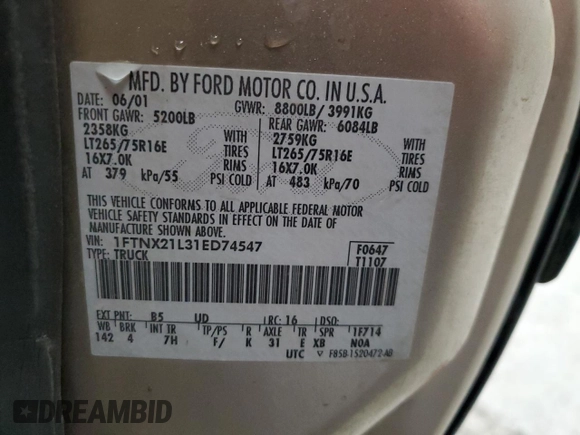 MFD. BY FORD MOTOR CO. IN U.S.A.
DATE: 06/01 GVWR: 8800LB/ 3991KG
FRONT GAWR: 5200LB REAR GAWR: 6084LB
2358KG WITH 2759KG WITH
LT265/75R16E TIRES LT265/75R16E TIRES
16X7.0K RIMS 16X7.0K RIMS
AT 379 kPa/55 PSI COLD AT 483 kPa/70 PSI COLD
THIS VEHICLE CONFORMS TO ALL APPLICABLE FEDERAL MOTOR
VEHICLE SAFETY STANDARDS IN EFFECT ON THE DATE OF
MANUFACTURE SHOWN ABOVE.
VIN: 1FTNX21L31ED74547 F0647
TYPE: TRUCK T1107
EXT PNT: B5 UD RC: 16 DSO:
WB BRK INT TR TP/PS R AXLE TR SPR 1F714
142 4 7H F/ K 31 E XB N0A
UTC F85B-1520472-AB
DREAMBID